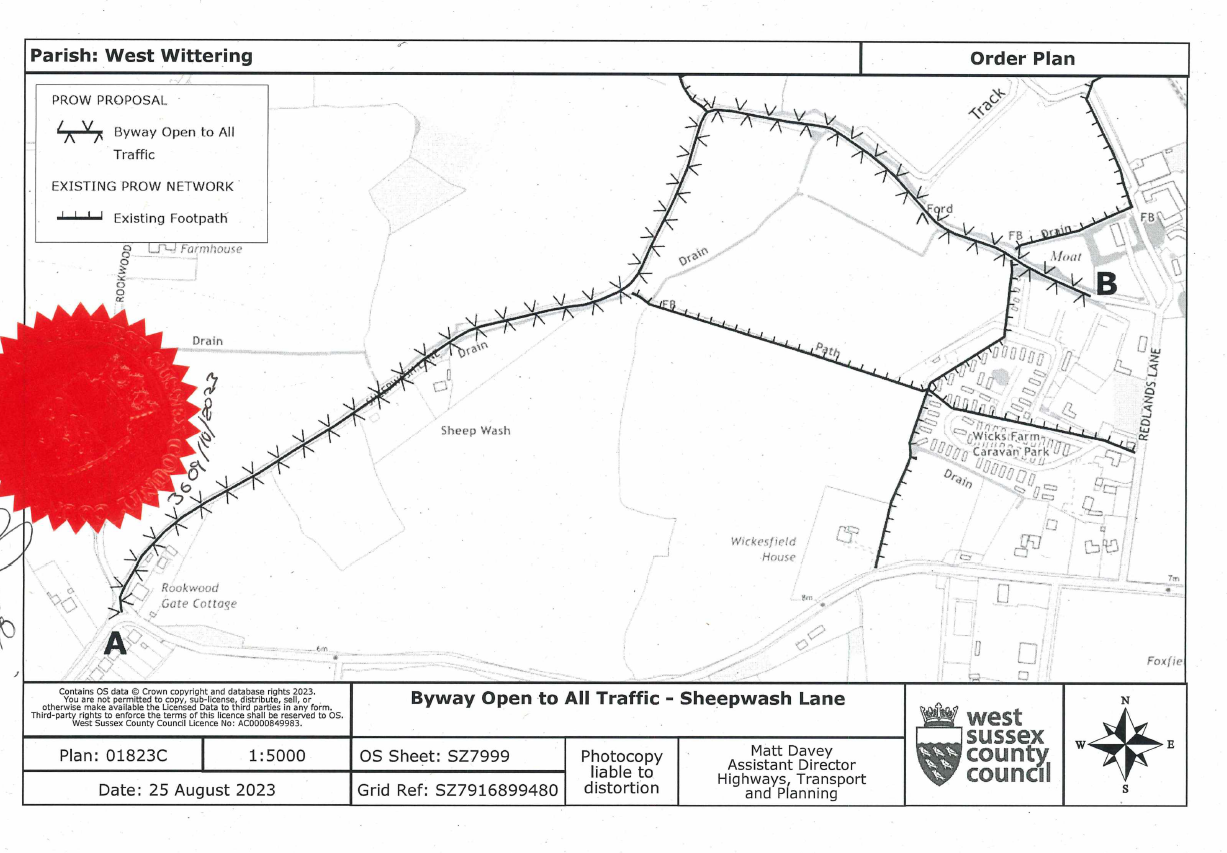 Parish: West Wittering
Order Plan
PROW PROPOSAL
Byway Open to All
Traffic
EXISTING PROW NETWORK
Existing Footpath
Track
ROOKWOOD
Farmhouse
Ford
FB
Drain
FB
Moat
B
Drain
FB
Path
Drain
Drain
Sheep Wash
REDLANDS LANE
Wicks Farm
Caravan Park
Drain
3609/10/2023
Wickesfield
House
Rookwood
Gate Cottage
A
6m
8m
7m
Foxfie
Contains OS data © Crown copyright and database rights 2023.
You are not permitted to copy, sub-license, distribute, sell, or
otherwise make available the Licensed Data to third parties in any form.
Third-party rights to enforce the terms of this licence shall be reserved to OS.
West Sussex County Council Licence No: AC0000849983.
Byway Open to All Traffic - Sheepwash Lane
Plan: 01823C
1:5000
OS Sheet: SZ7999
Date: 25 August 2023
Grid Ref: SZ7916899480
Photocopy
liable to
distortion
Matt Davey
Assistant Director
Highways, Transport
and Planning
west
sussex
county
council
N
W
E
S